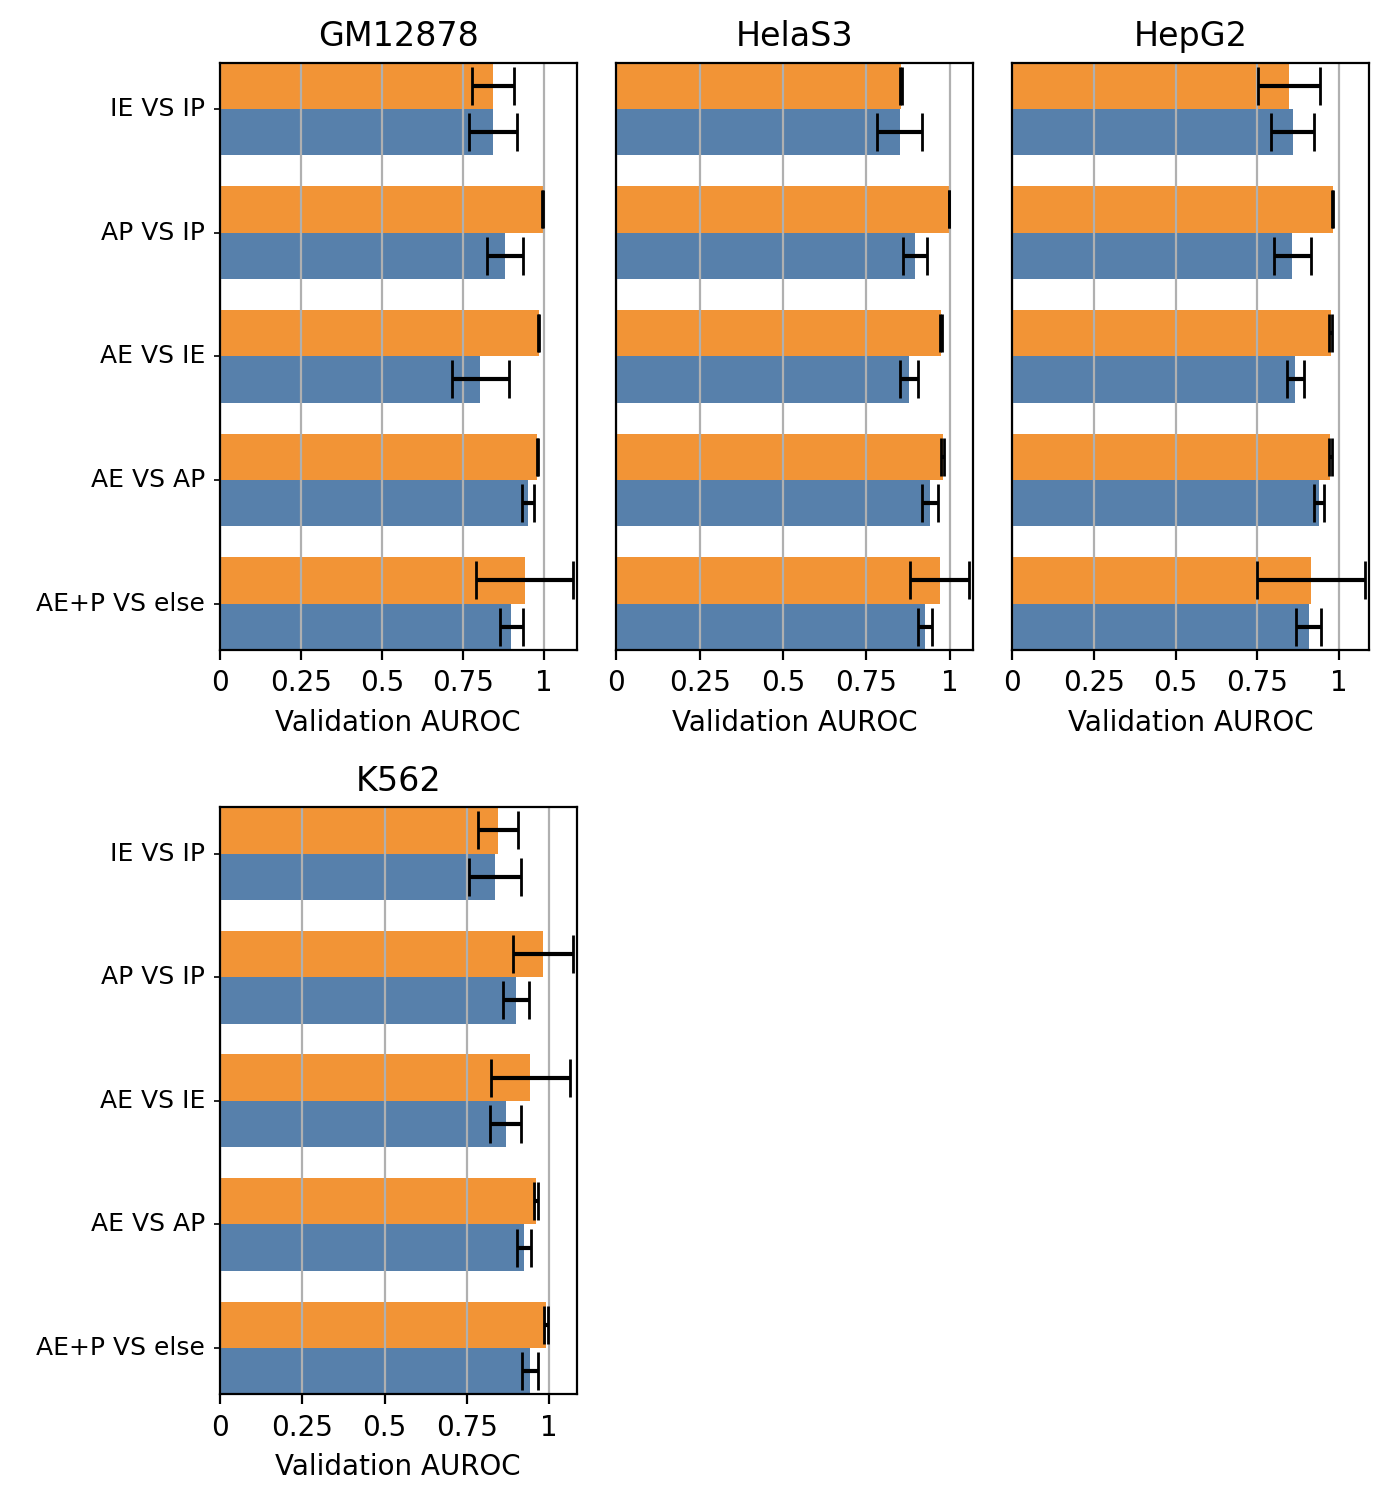 GM12878 HelaS3 HepG2
IE VS IP
AP VS IP
AE VS IE
AE VS AP
AE+P VS else
0 0.25 0.5 0.75 1 0 0.25 0.5 0.75 1 0 0.25 0.5 0.75 1
Validation AUROC Validation AUROC Validation AUROC
K562
IE VS IP
AP VS IP
AE VS IE
AE VS AP
AE+P VS else
0 0.25 0.5 0.75 1
Validation AUROC